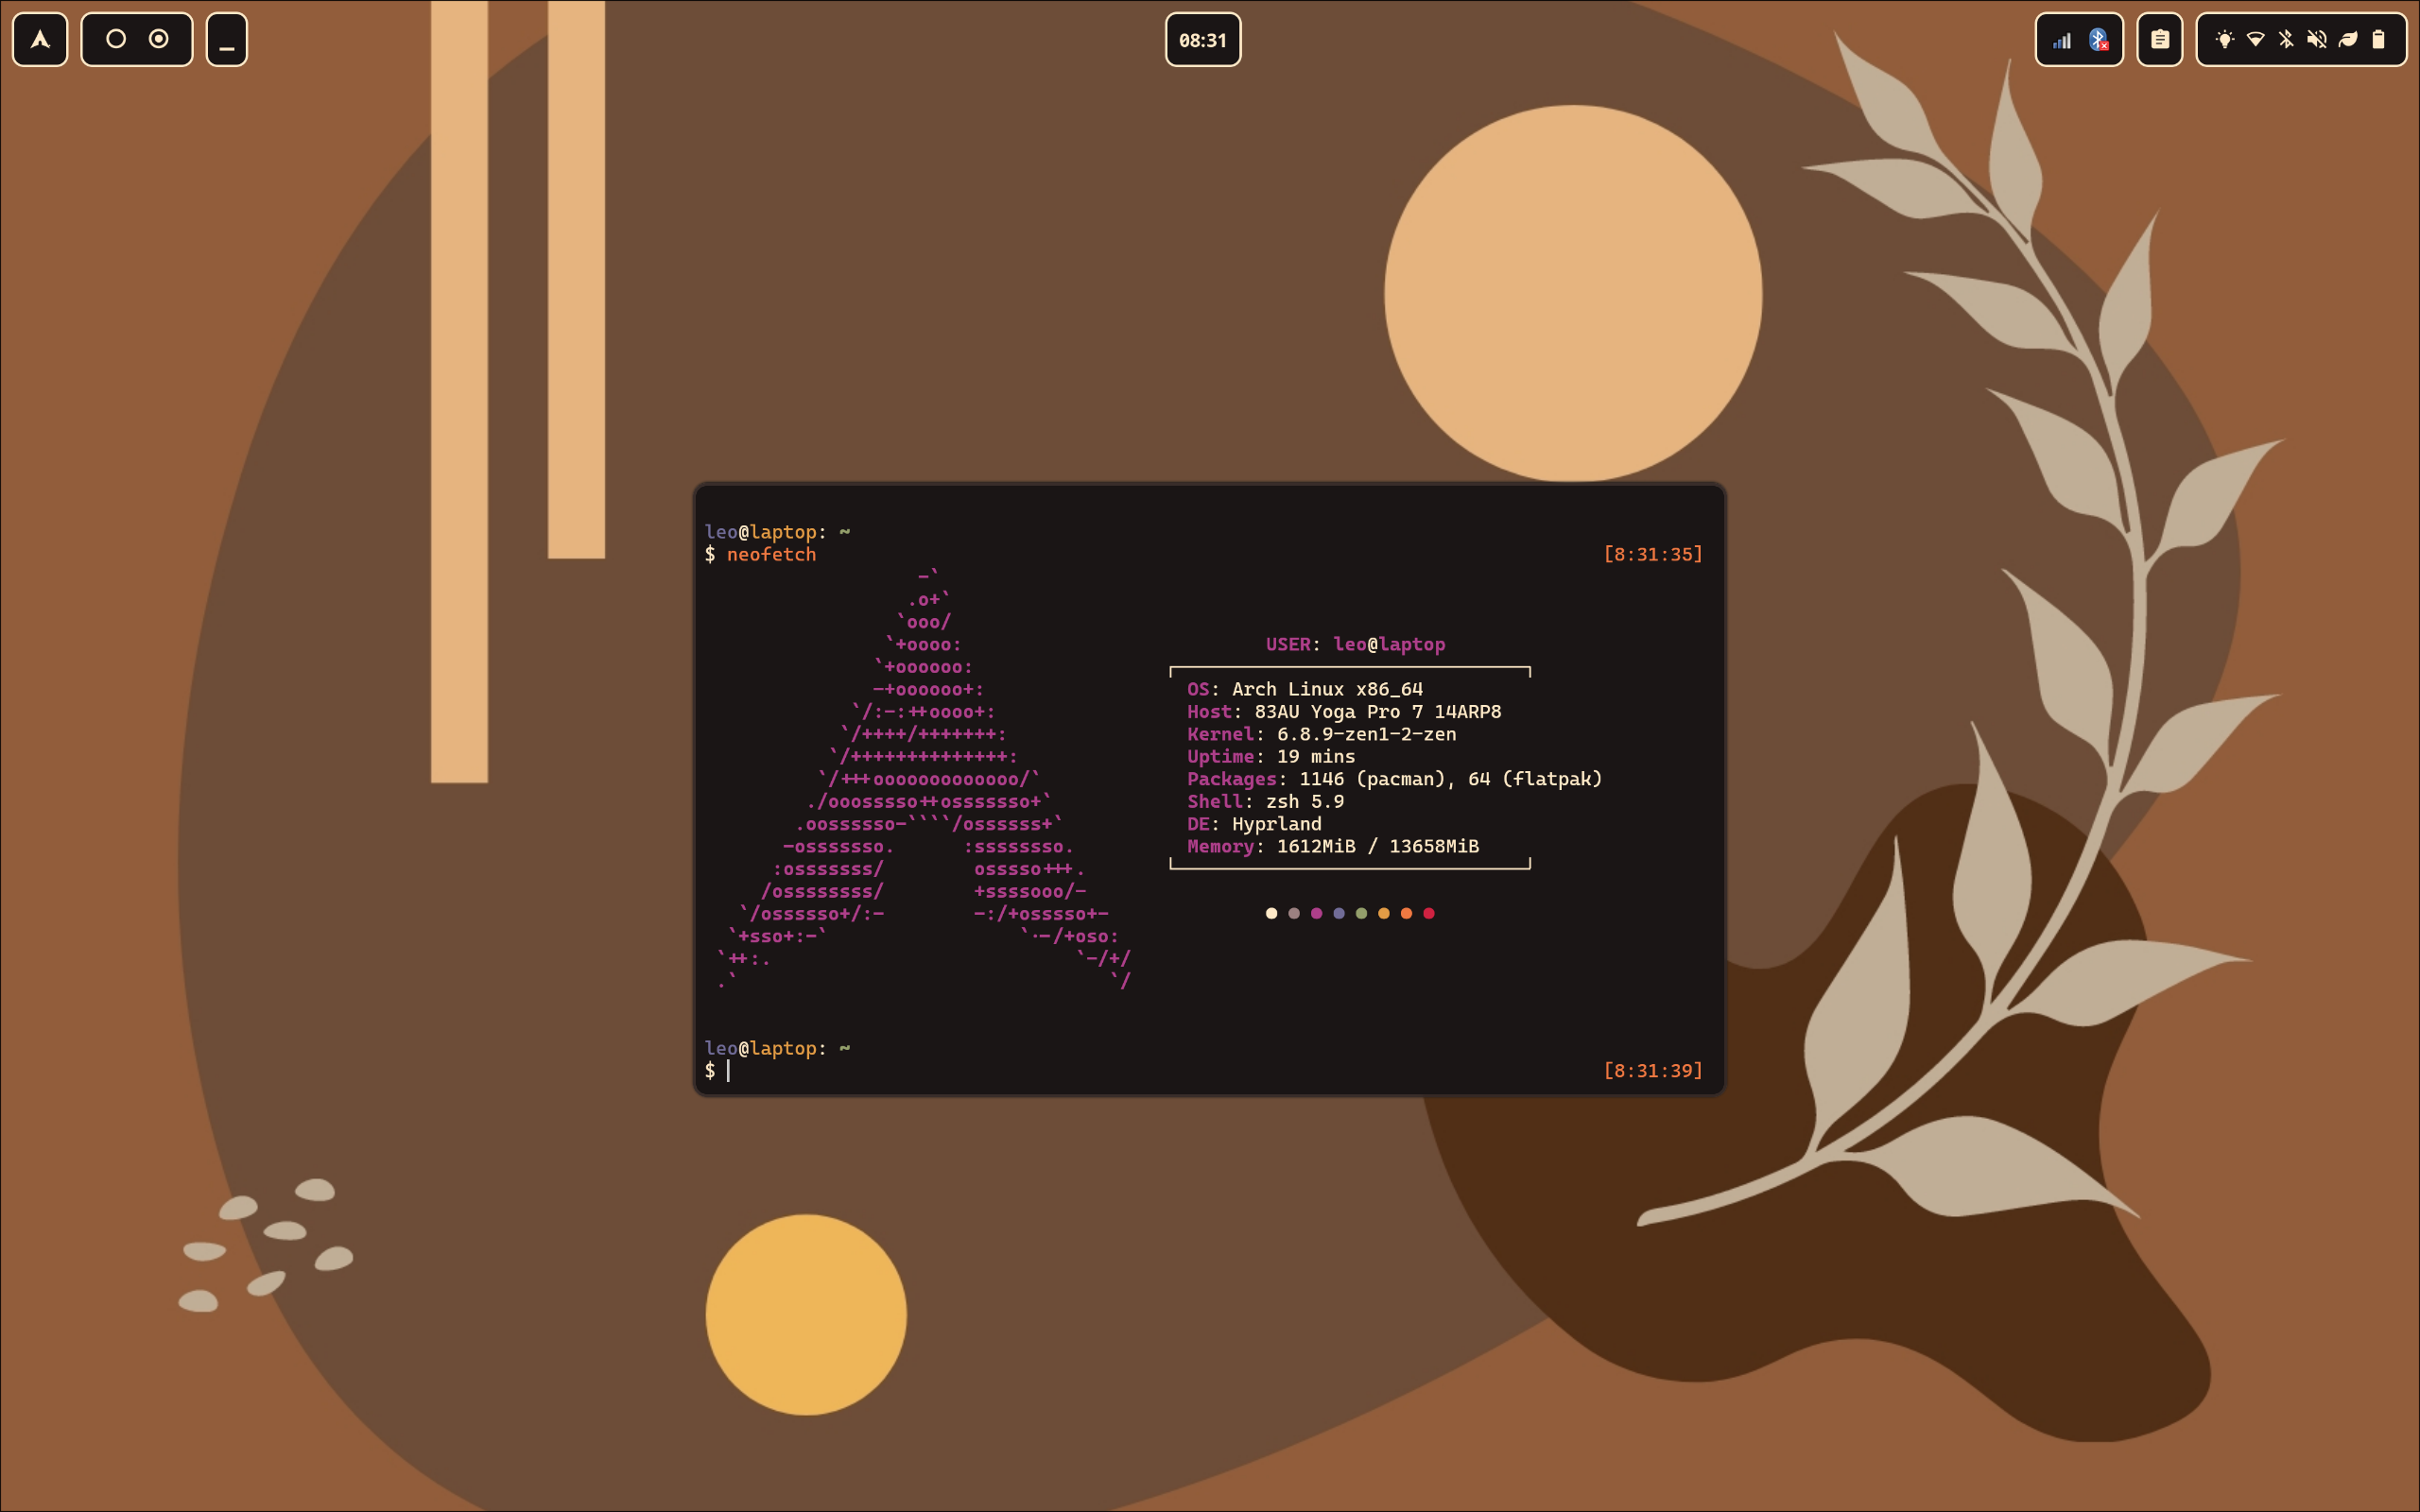 08:31
leo@laptop: ~
$ neofetch [8:31:35]
-`
.o+`
`ooo/
`+oooo: USER: leo@laptop
`+oooooo:
-+oooooo+: OS: Arch Linux x86_64
`/:-:++oooo+: Host: 83AU Yoga Pro 7 14ARP8
`/++++/+++++++: Kernel: 6.8.9-zen1-2-zen
`/++++++++++++++: Uptime: 19 mins
`/+++ooooooooooooo/` Packages: 1146 (pacman), 64 (flatpak)
./ooosssso++osssssso+` Shell: zsh 5.9
.oossssso-````/ossssss+` DE: Hyprland
-osssssso. :ssssssso. Memory: 1612MiB / 13658MiB
:osssssss/ osssso+++.
/ossssssss/ +ssssooo/-
`/ossssso+/:- -:/+osssso+-
`+sso+:-` `.-/+oso:
`++:. `-/+/
.` `/
leo@laptop: ~
$ [8:31:39]